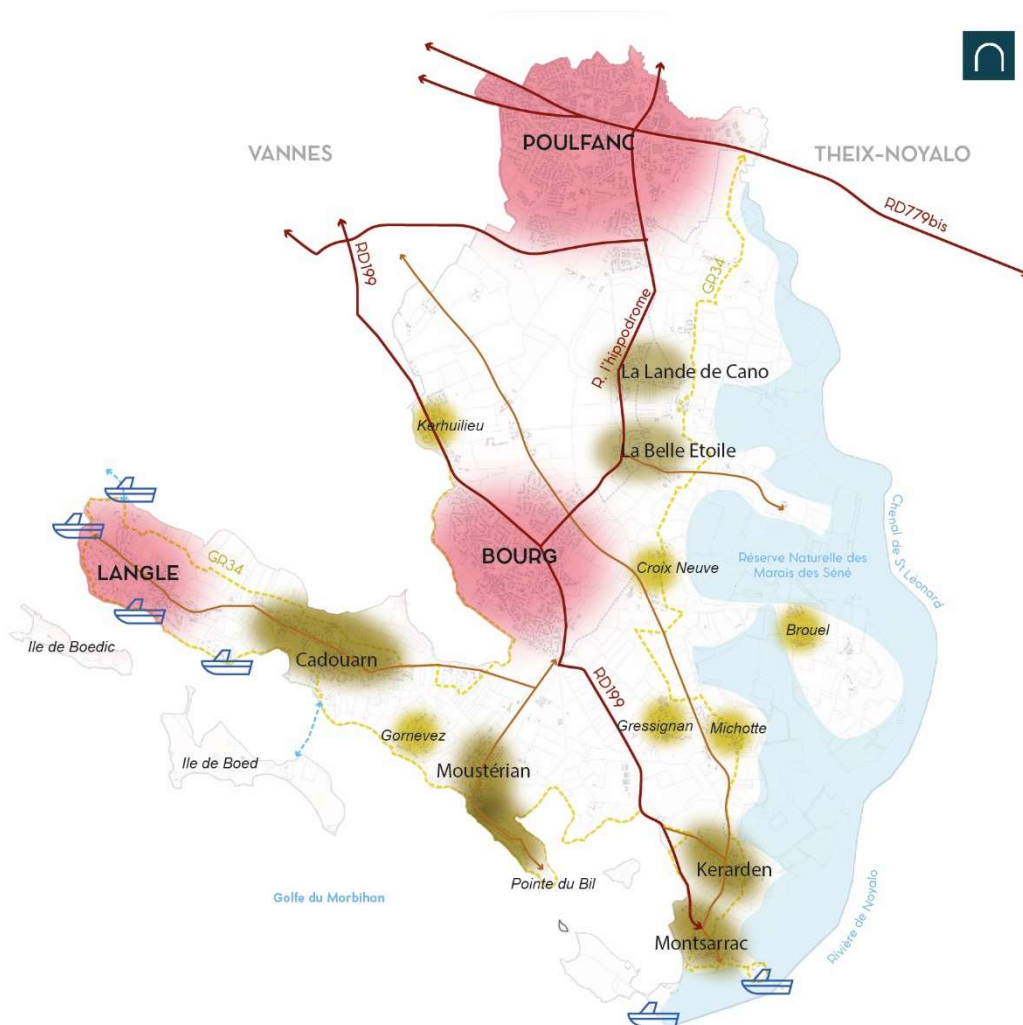 POULFANC
VANNES
THEIX-NOYALO
RD779bis
RD199
GR34
R. l'hippodrome
La Lande de Cano
Kerhuilieu
La Belle Etoile
Chenal de St Léonard
BOURG
Réserve Naturelle des
Marais des Séné
GR34
LANGLE
Croix Neuve
Brouel
Ile de Boedic
Cadouarn
RD199
Gressignan
Michotte
Gornevez
Ile de Boed
Moustérian
Kerarden
Pointe du Bil
Golfe du Morbihan
Rivière de Noyalo
Montsarrac